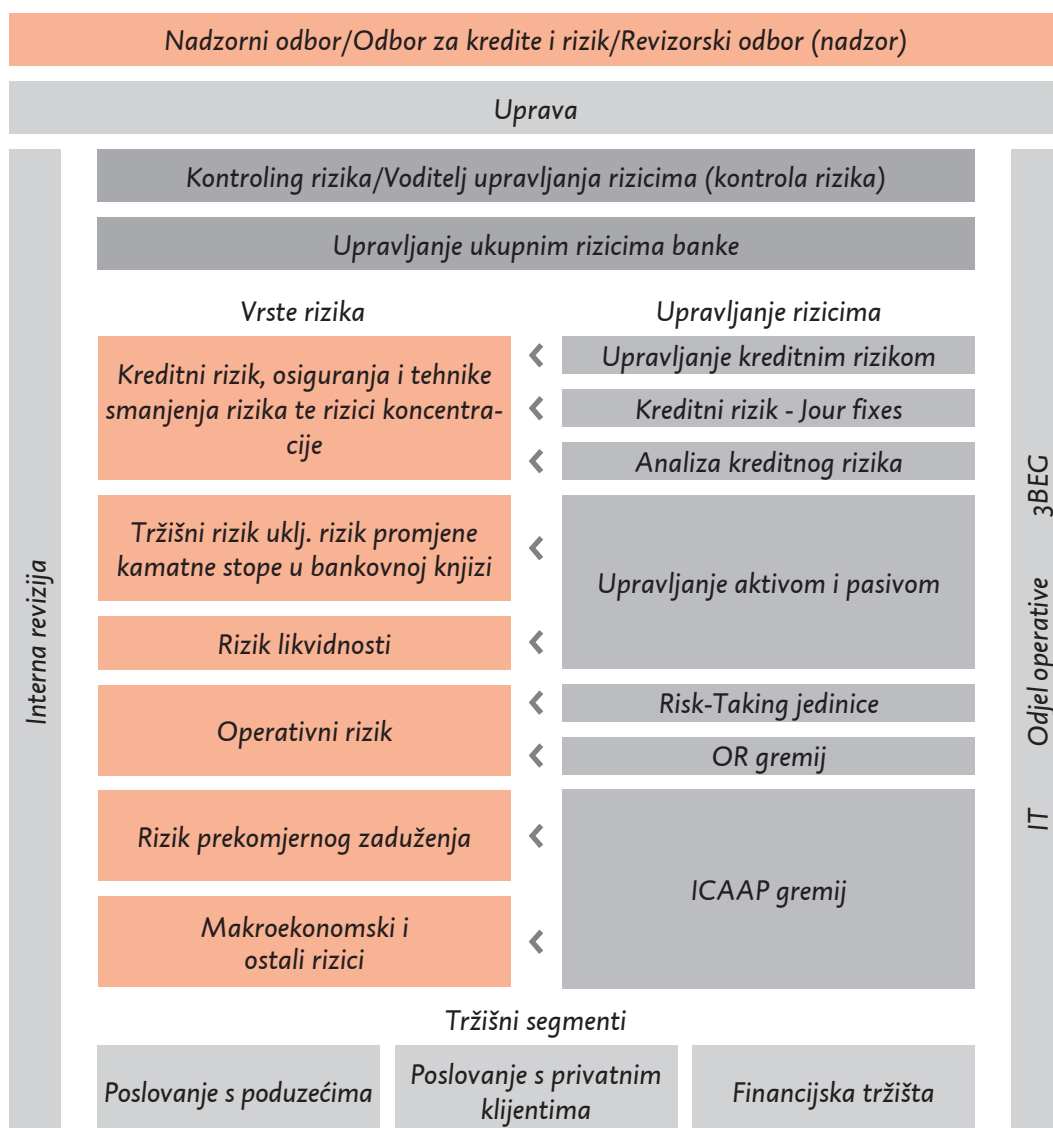 Nadzorni odbor/Odbor za kredite i rizik/Revizorski odbor (nadzor)
Uprava
Interna revizija
Kontroling rizika/Voditelj upravljanja rizicima (kontrola rizika)
Upravljanje ukupnim rizicima banke
Vrste rizika
Upravljanje rizicima
Kreditni rizik, osiguranja i tehnike
smanjenja rizika te rizici koncentra-
cije
Upravljanje kreditnim rizikom
Kreditni rizik - Jour fixes
Analiza kreditnog rizika
Tržišni rizik uklj. rizik promjene
kamatne stope u bankovnoj knjizi
Rizik likvidnosti
Upravljanje aktivom i pasivom
Operativni rizik
Risk-Taking jedinice
OR gremij
Rizik prekomjernog zaduženja
Makroekonomski i
ostali rizici
ICAAP gremij
Tržišni segmenti
Poslovanje s poduzećima
Poslovanje s privatnim
klijentima
Financijska tržišta
IT Odjel operative 3BEG